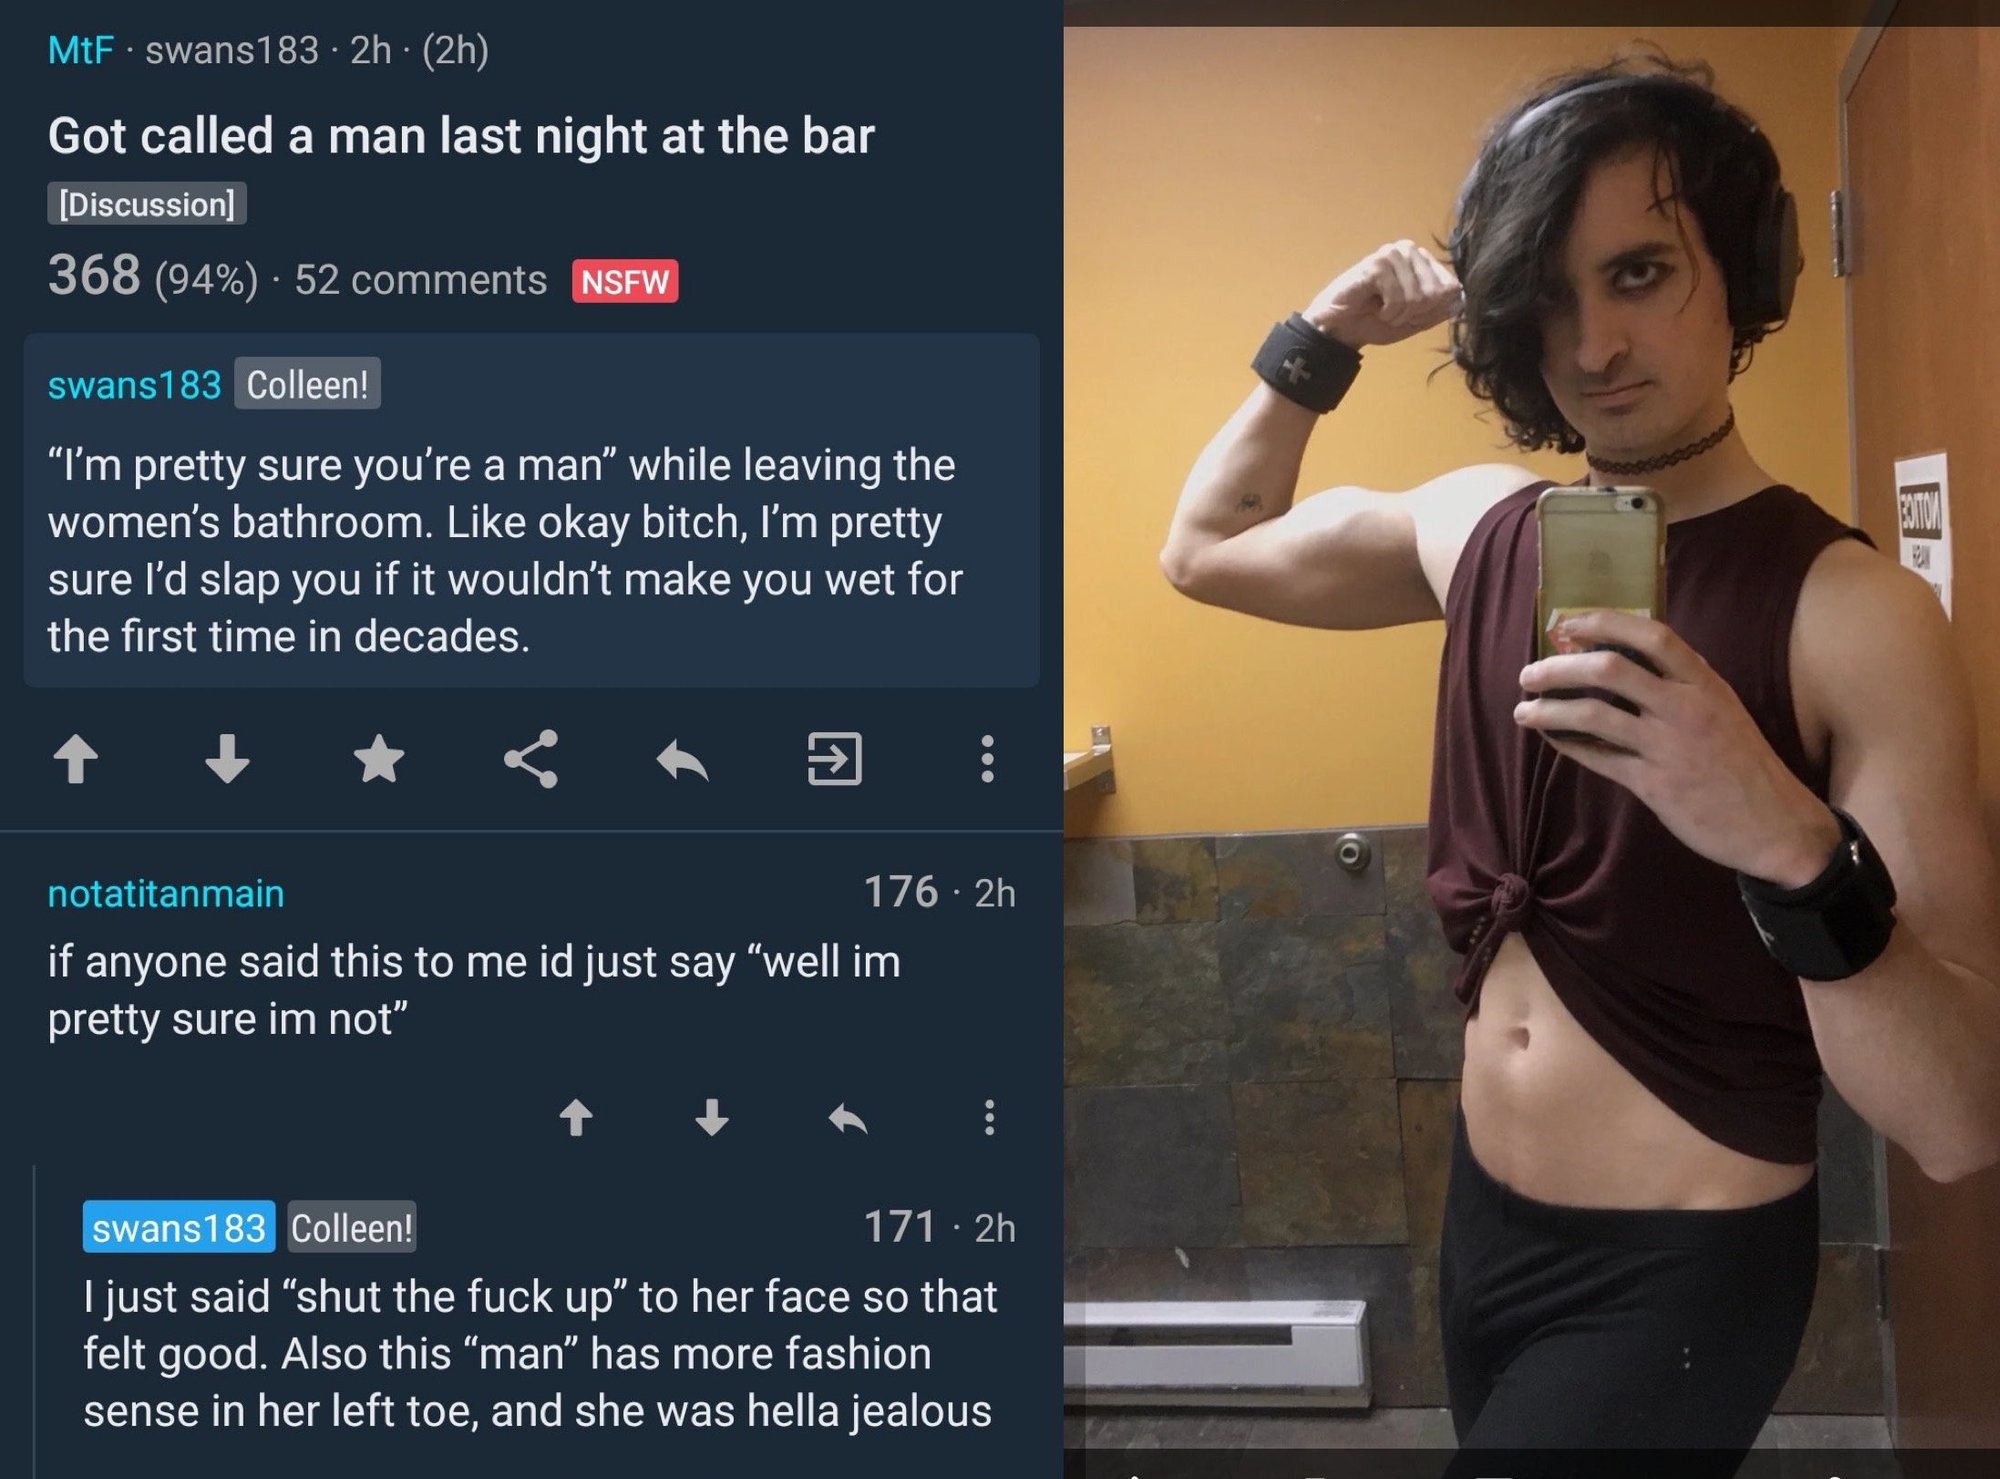 MtF · swans183 · 2h · (2h)
Got called a man last night at the bar
[Discussion]
368 (94%) · 52 comments NSFW
swans183 Colleen!
“I’m pretty sure you’re a man” while leaving the
women’s bathroom. Like okay bitch, I’m pretty
sure I’d slap you if it wouldn’t make you wet for
the first time in decades.
notatitanmain 176 · 2h
if anyone said this to me id just say “well im
pretty sure im not”
swans183 Colleen! 171 · 2h
I just said “shut the fuck up” to her face so that
felt good. Also this “man” has more fashion
sense in her left toe, and she was hella jealous
NOTICE
WASH